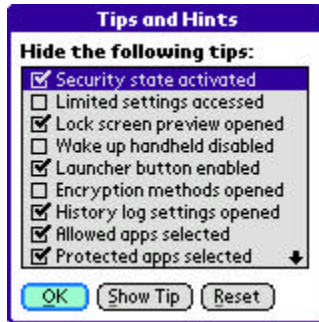 Tips and Hints
Hide the following tips:
Security state activated
Limited settings accessed
Lock screen preview opened
Wake up handheld disabled
Launcher button enabled
Encryption methods opened
History log settings opened
Allowed apps selected
Protected apps selected
OK Show Tip Reset